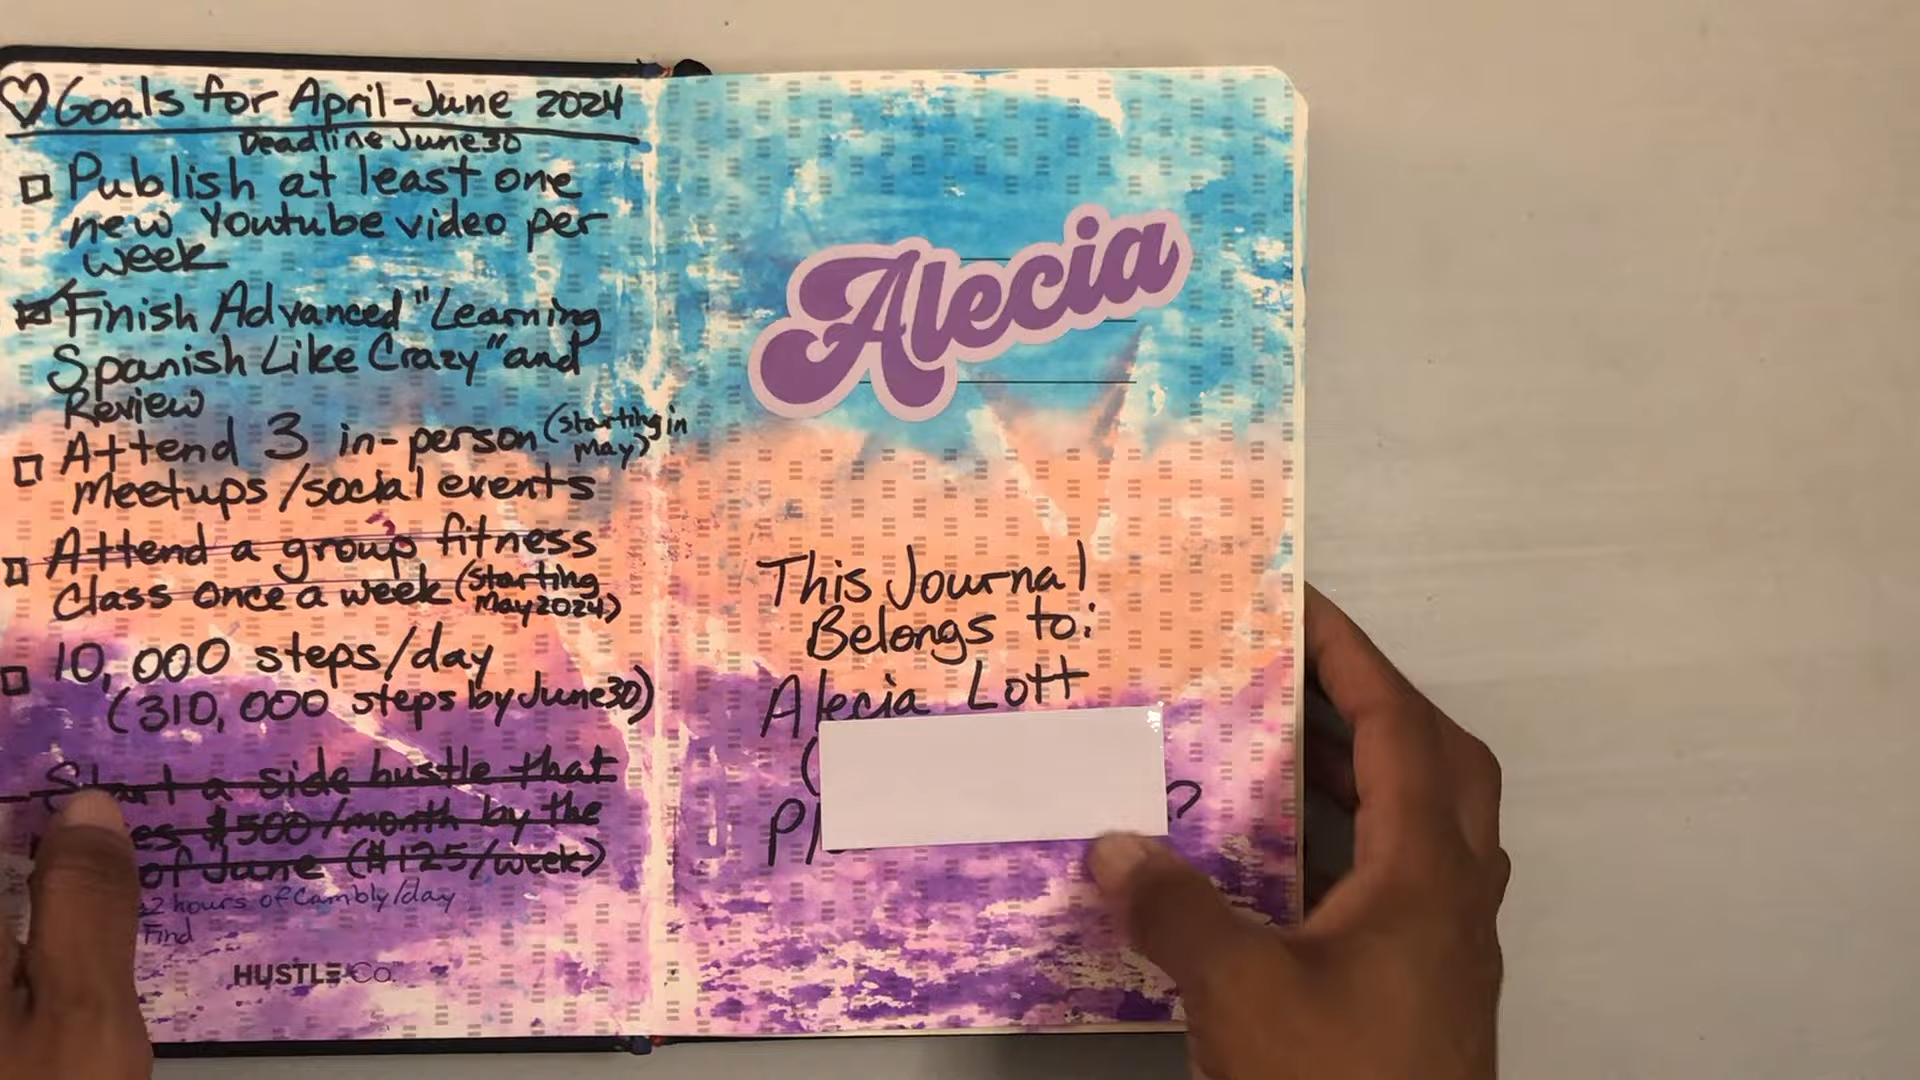 Goals for April-June 2024
Deadline June 30
Publish at least one
new Youtube video per
week
Finish Advanced "Learning
Spanish Like Crazy" and
Review
Attend 3 in-person (starting in
May)
Meetups/social events
Attend a group fitness
Class once a week (starting
May 2024)
10,000 steps/day
(310,000 steps by June 30)
Start a side hustle that
$500/month by the
of June ($125/week)
2 hours of Cambly/day
Find
HUSTLE Co.
Alecia
This Journal
Belongs to:
Alecia Lott